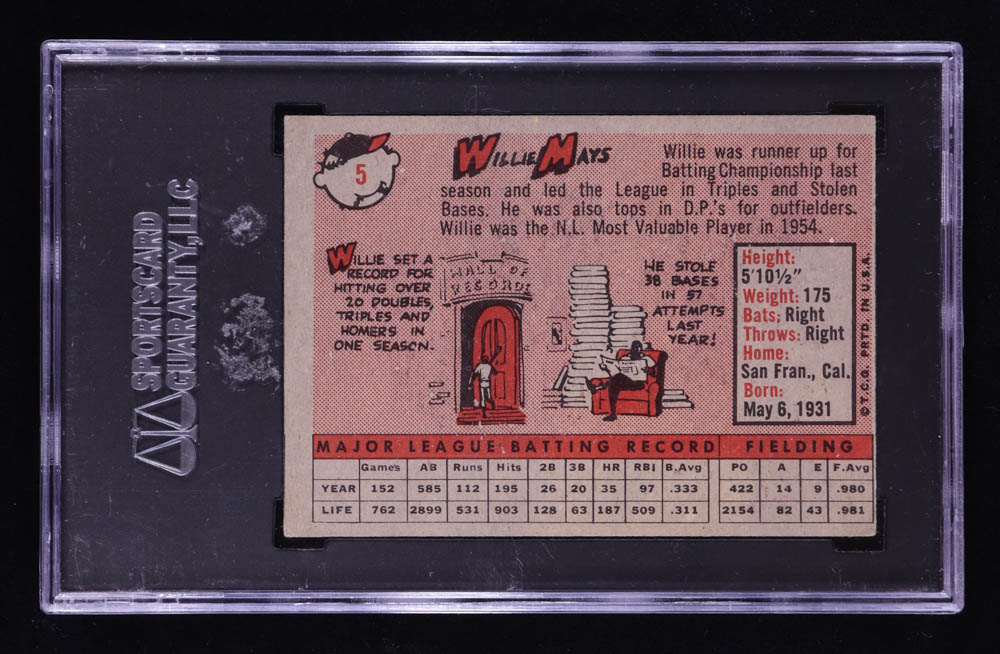 SPORTSCARD
GUARANTY, LLC
5
WILLIE MAYS
Willie was runner up for
Batting Championship last
season and led the League in Triples and Stolen
Bases. He was also tops in D.P.'s for outfielders.
Willie was the N.L. Most Valuable Player in 1954.
WILLIE SET A
RECORD FOR
HITTING OVER
20 DOUBLES,
TRIPLES AND
HOMERS IN
ONE SEASON.
HALL OF
RECORDS
HE STOLE
38 BASES
IN 57
ATTEMPTS
LAST
YEAR!
Height:
5'10½"
Weight: 175
Bats: Right
Throws: Right
Home:
San Fran., Cal.
Born:
May 6, 1931
©T.C.G. PRTD. IN U.S.A.
MAJOR LEAGUE BATTING RECORD FIELDING
Games AB Runs Hits 2B 3B HR RBI B.Avg PO A E F.Avg
YEAR 152 585 112 195 26 20 35 97 .333 422 14 9 .980
LIFE 762 2899 531 903 128 63 187 509 .311 2154 82 43 .981